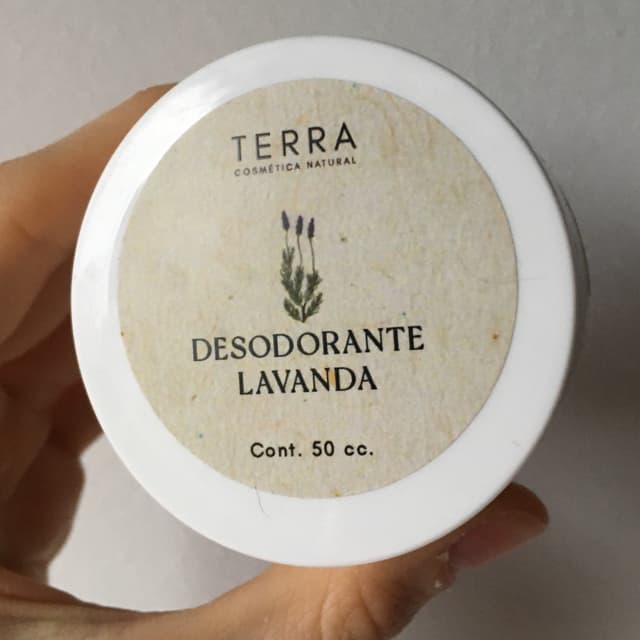 TERRA
COSMÉTICA NATURAL
DESODORANTE
LAVANDA
Cont. 50 cc.